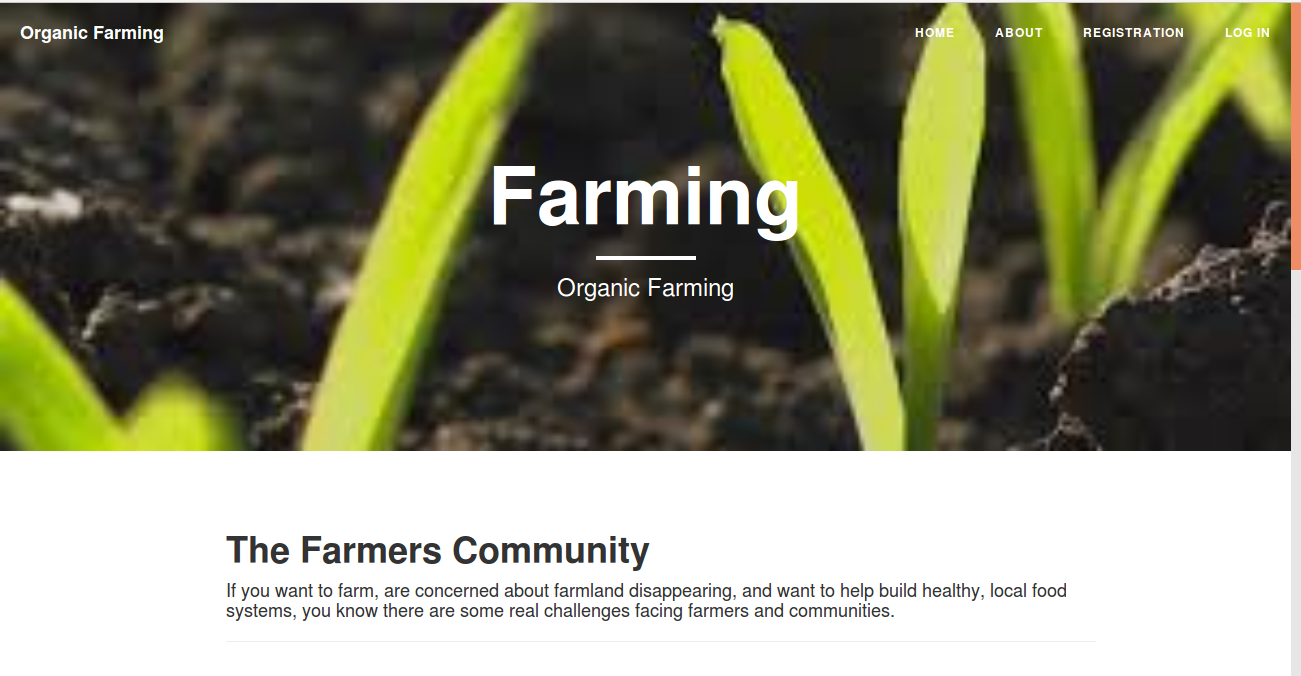 Organic Farming
HOME ABOUT REGISTRATION LOG IN
Farming
Organic Farming
The Farmers Community
If you want to farm, are concerned about farmland disappearing, and want to help build healthy, local food
systems, you know there are some real challenges facing farmers and communities.